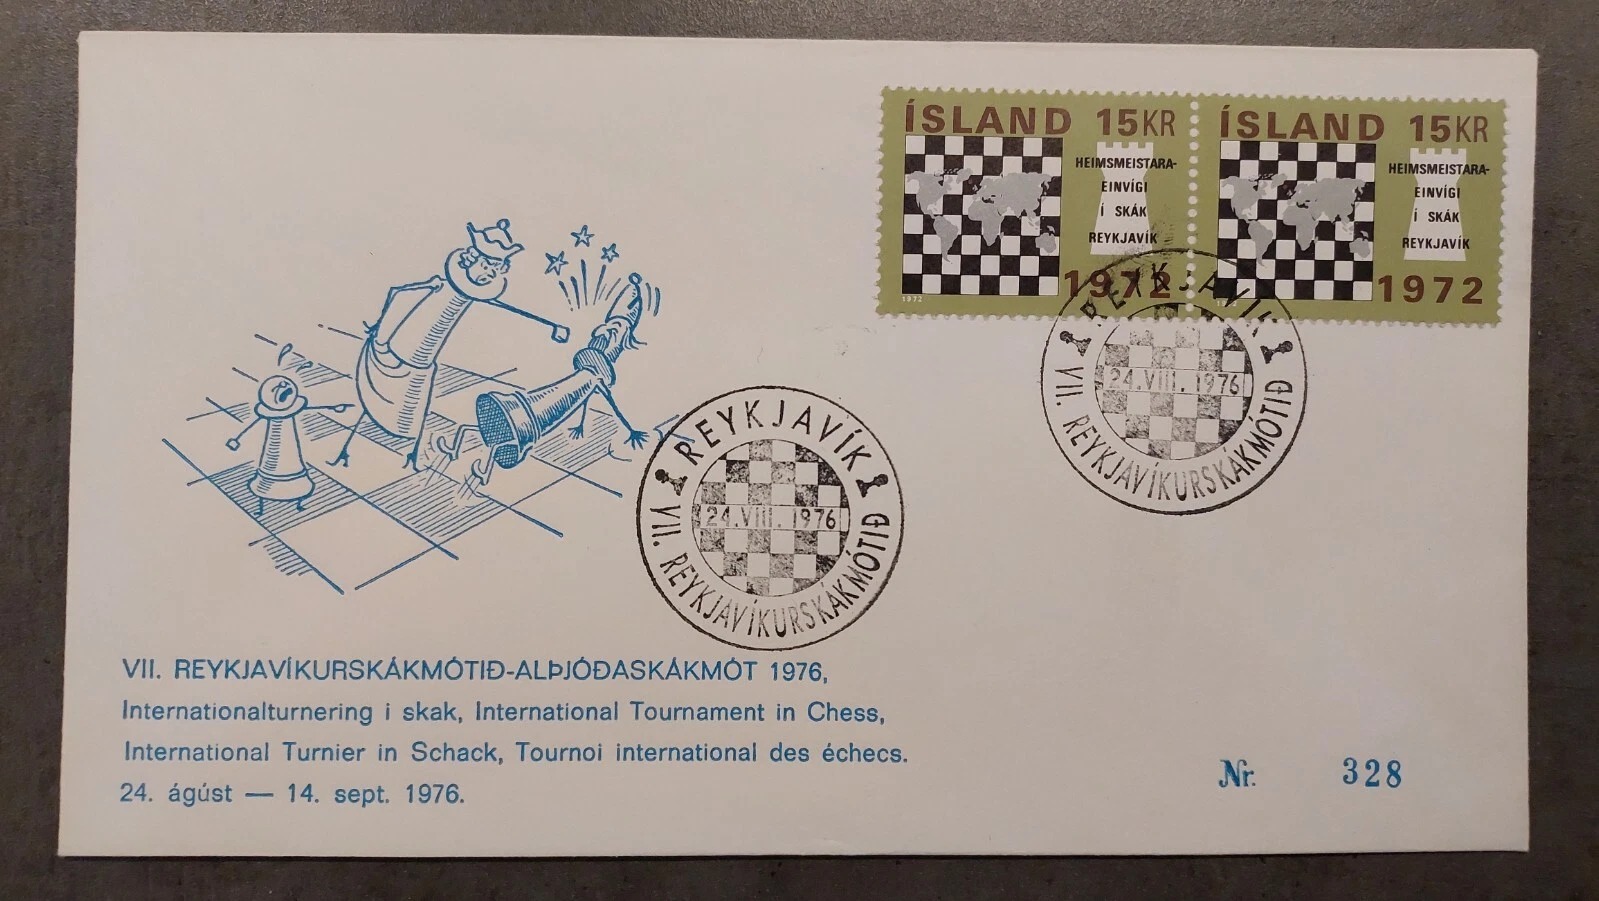 ÍSLAND 15KR
HEIMSMEISTARA-
EINVÍGI
Í SKÁK
REYKJAVÍK
1972
1972
ÍSLAND 15KR
HEIMSMEISTARA-
EINVÍGI
Í SKÁK
REYKJAVÍK
1972
REYKJAVÍK
24.VIII.1976
VII. REYKJAVÍKURSKÁKMÓTIÐ
REYKJAVÍK
24.VIII.1976
VII. REYKJAVÍKURSKÁKMÓTIÐ
VII. REYKJAVÍKURSKÁKMÓTIÐ-ALÞJÓÐASKÁKMÓT 1976,
Internationalturnering i skak, International Tournament in Chess,
International Turnier in Schack, Tournoi international des échecs.
24. ágúst — 14. sept. 1976.
Nr. 328